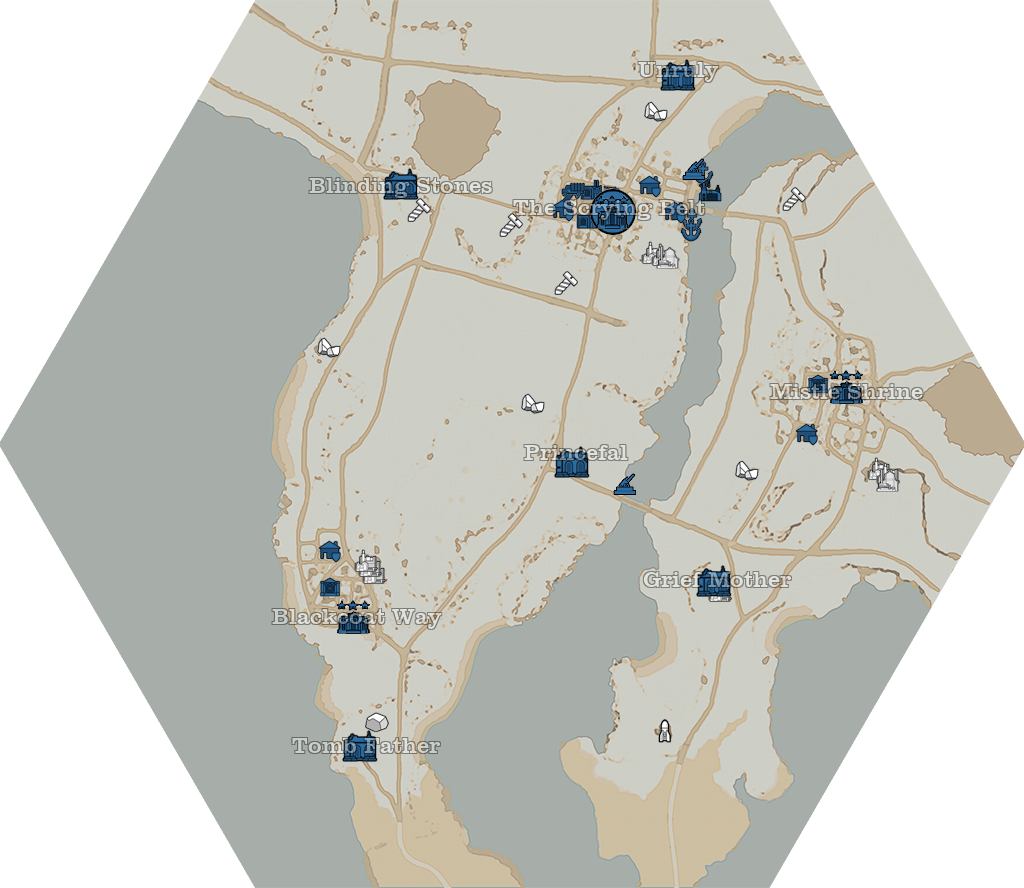 Unruly
Blinding Stones
The Scrying Belt
Mistle Shrine
Princefal
Grief Mother
Blackcoat Way
Tomb Father